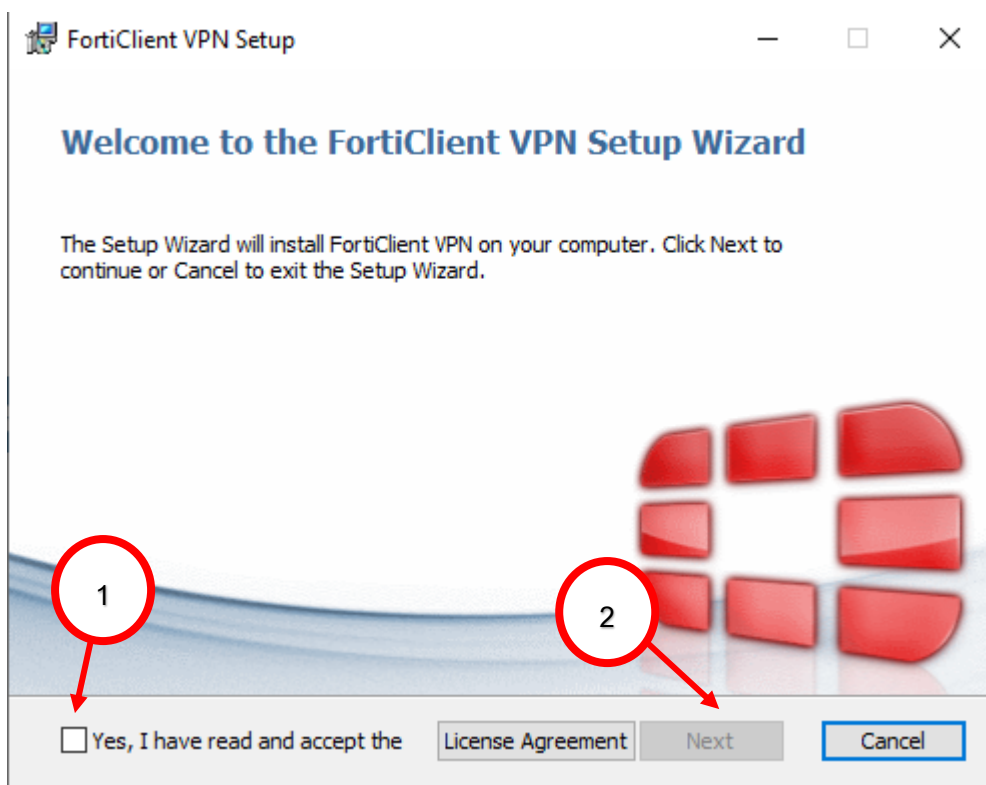 FortiClient VPN Setup
Welcome to the FortiClient VPN Setup Wizard
The Setup Wizard will install FortiClient VPN on your computer. Click Next to
continue or Cancel to exit the Setup Wizard.
1
2
Yes, I have read and accept the License Agreement Next Cancel